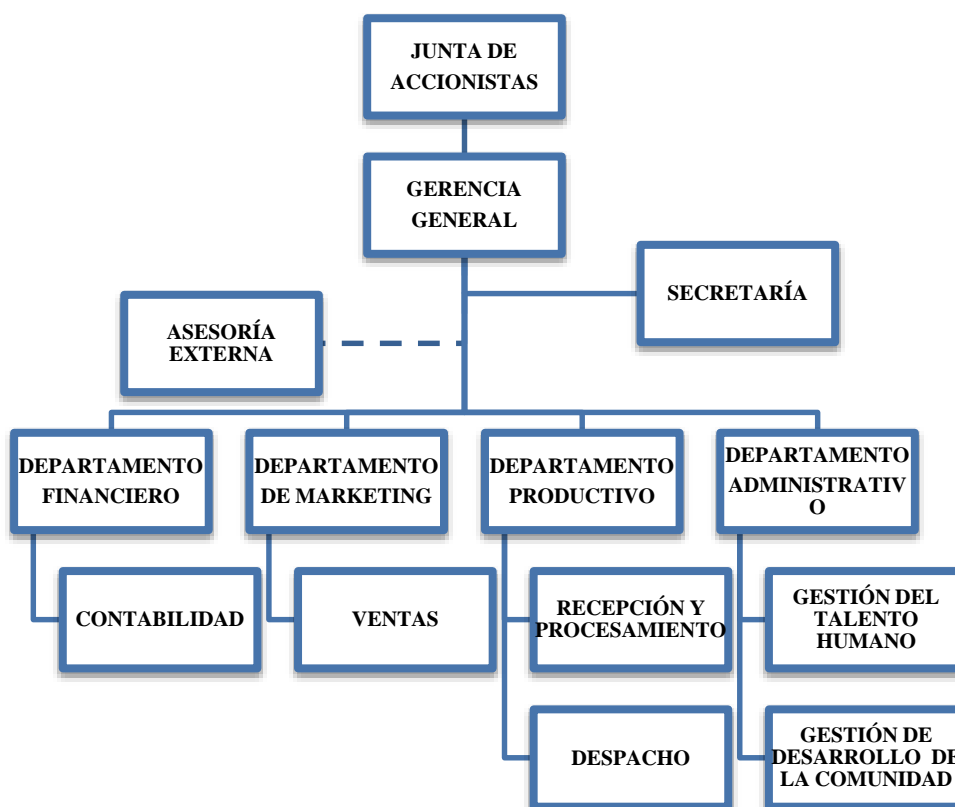 JUNTA DE
ACCIONISTAS
GERENCIA
GENERAL
SECRETARÍA
ASESORÍA
EXTERNA
DEPARTAMENTO
FINANCIERO
DEPARTAMENTO
DE MARKETING
DEPARTAMENTO
PRODUCTIVO
DEPARTAMENTO
ADMINISTRATIV
O
CONTABILIDAD
VENTAS
RECEPCIÓN Y
PROCESAMIENTO
GESTIÓN DEL
TALENTO
HUMANO
DESPACHO
GESTIÓN DE
DESARROLLO DE
LA COMUNIDAD